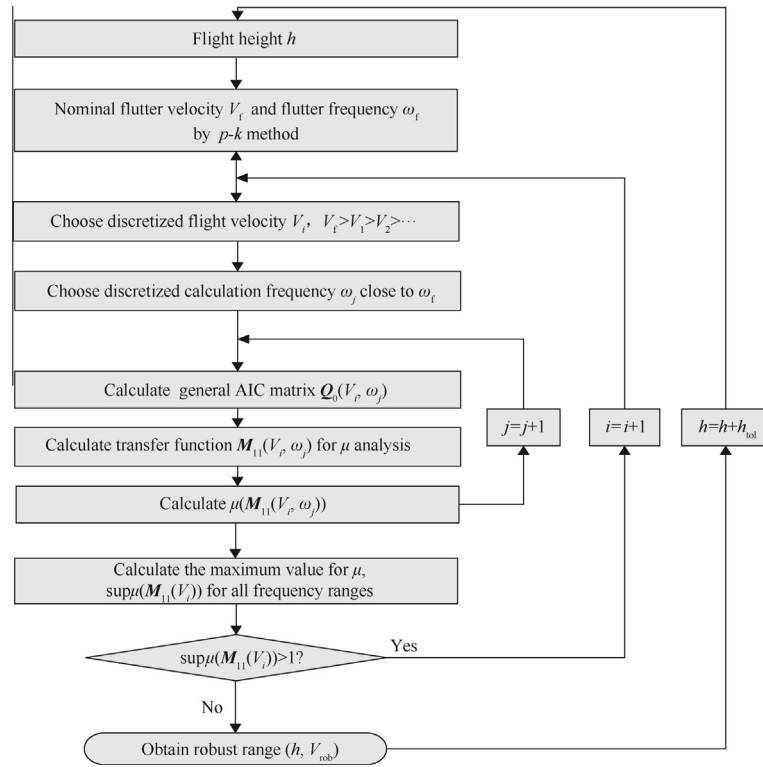 Flight height h
Nominal flutter velocity V_f and flutter frequency ω_f
by p-k method
Choose discretized flight velocity V_i, V_f>V_1>V_2>···
Choose discretized calculation frequency ω_j close to ω_f
Calculate general AIC matrix Q_0(V_i, ω_j)
Calculate transfer function M_11(V_i, ω_j) for μ analysis
Calculate μ(M_11(V_i, ω_j))
j=j+1
i=i+1
h=h+h_tol
Calculate the maximum value for μ,
supμ(M_11(V_i)) for all frequency ranges
supμ(M_11(V_i))>1?
Yes
No
Obtain robust range (h, V_rob)